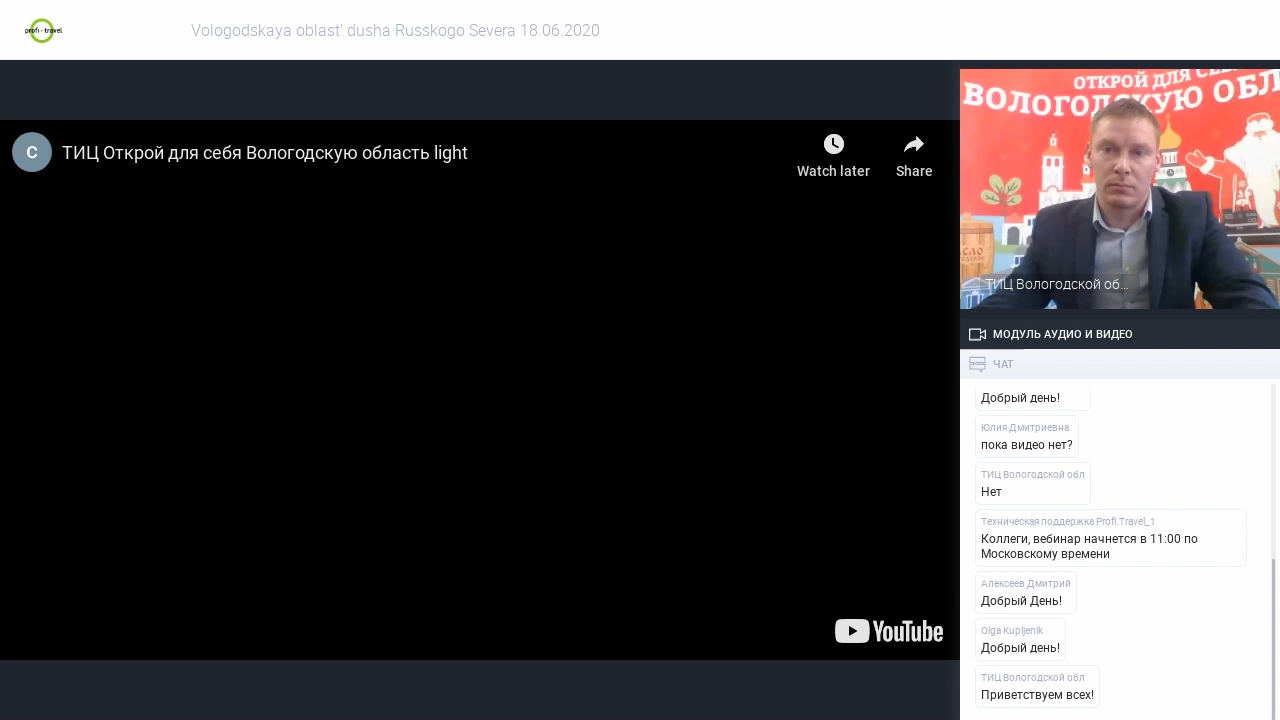 profi travel
Vologodskaya oblast' dusha Russkogo Severa 18.06.2020
C
ТИЦ Открой для себя Вологодскую область light
Watch later
Share
YouTube
ОТКРОЙ ДЛЯ СЕБ
ВОЛОГОДСКУЮ ОБЛ
ТИЦ Вологодской об...
МОДУЛЬ АУДИО И ВИДЕО
ЧАТ
Добрый день!
Юлия Дмитриевна
пока видео нет?
ТИЦ Вологодской обл
Нет
Техническая поддержка Profi.Travel_1
Коллеги, вебинар начнется в 11:00 по
Московскому времени
Алексеев Дмитрий
Добрый День!
Olga Kupljenik
Добрый день!
ТИЦ Вологодской обл
Приветствуем всех!